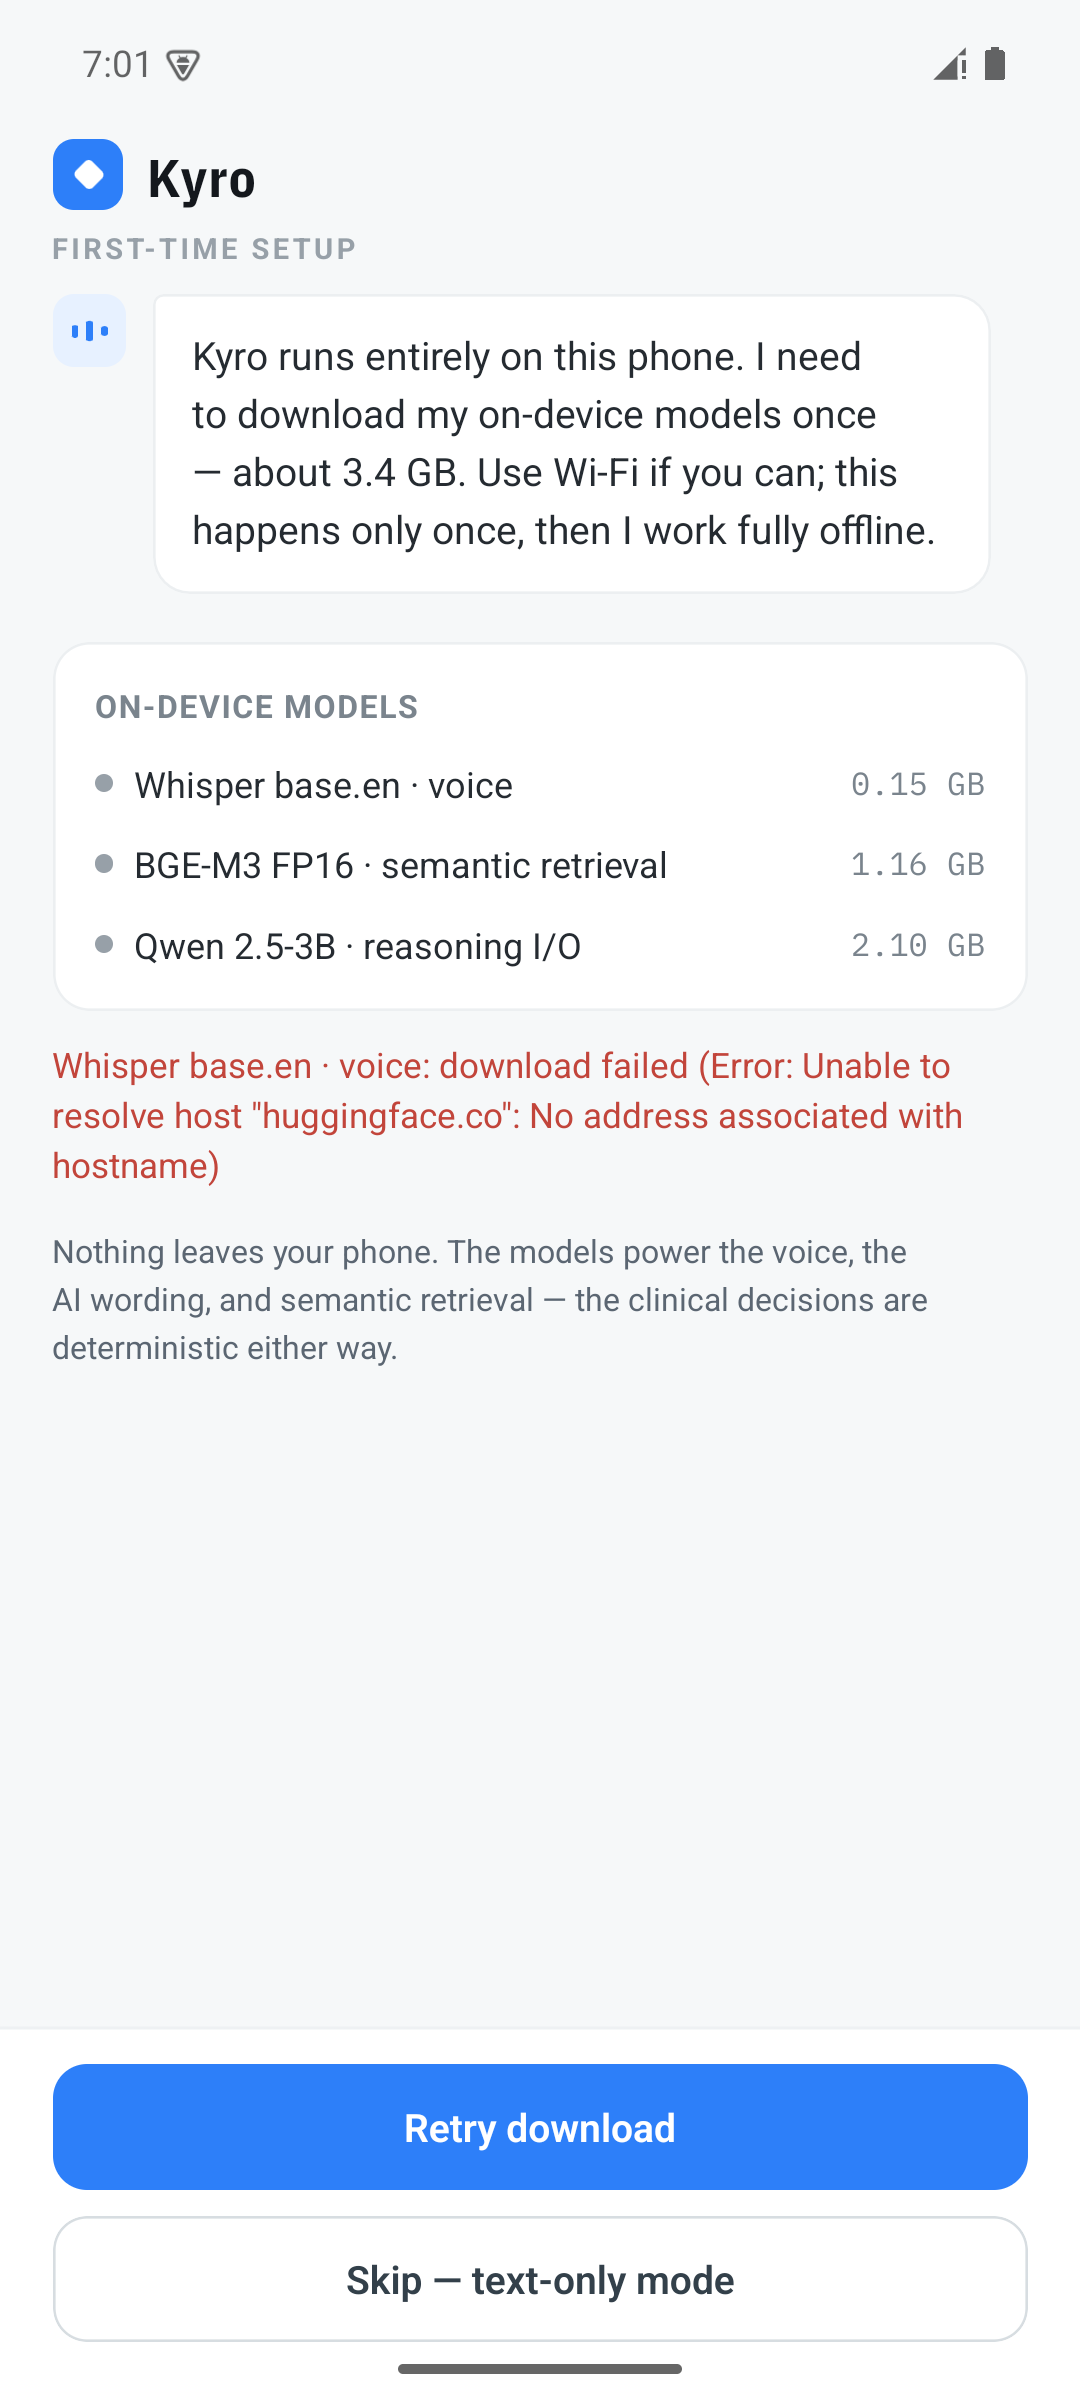 7:01
Kyro
FIRST-TIME SETUP
Kyro runs entirely on this phone. I need
to download my on-device models once
— about 3.4 GB. Use Wi-Fi if you can; this
happens only once, then I work fully offline.
ON-DEVICE MODELS
Whisper base.en · voice 0.15 GB
BGE-M3 FP16 · semantic retrieval 1.16 GB
Qwen 2.5-3B · reasoning I/O 2.10 GB
Whisper base.en · voice: download failed (Error: Unable to
resolve host "huggingface.co": No address associated with
hostname)
Nothing leaves your phone. The models power the voice, the
AI wording, and semantic retrieval — the clinical decisions are
deterministic either way.
Retry download
Skip — text-only mode